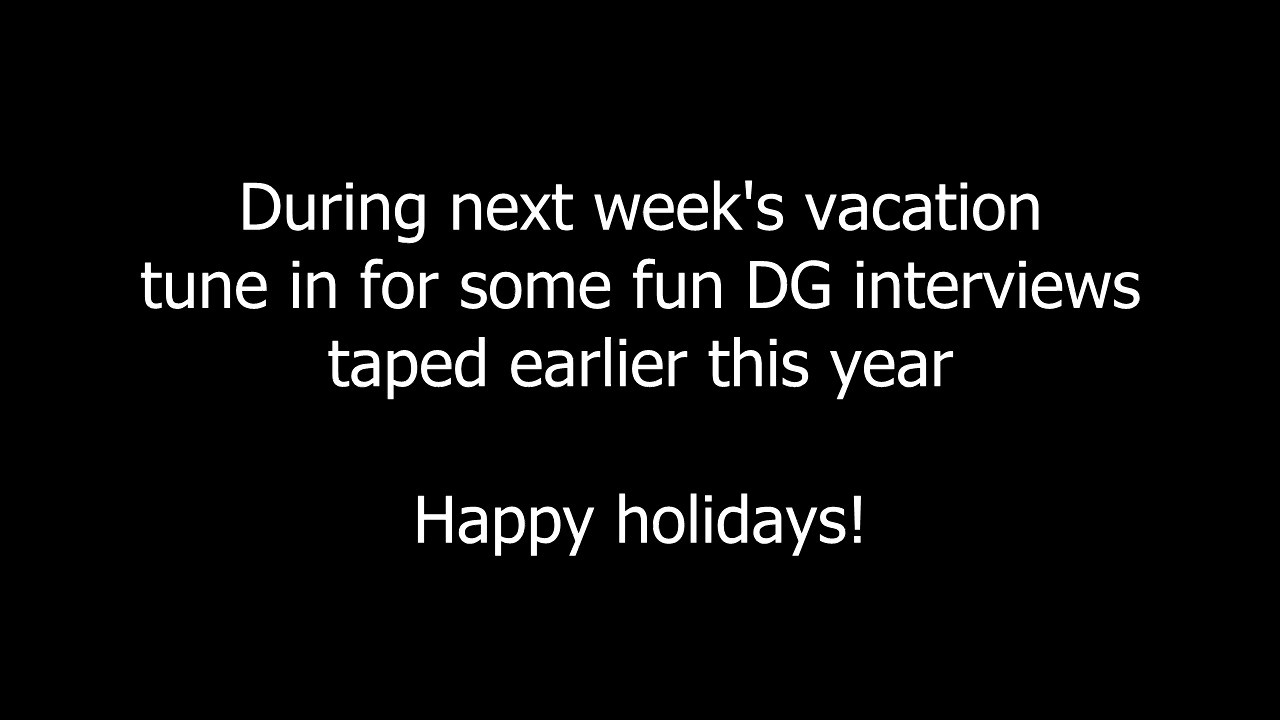 During next week's vacation
tune in for some fun DG interviews
taped earlier this year
Happy holidays!